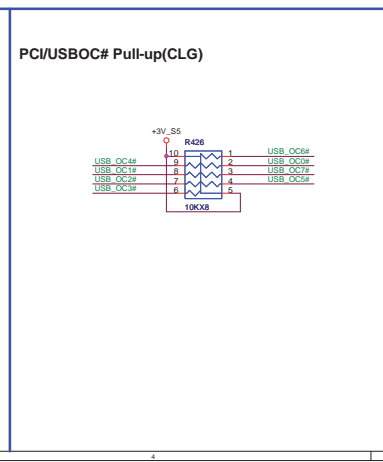 PCI/USBOC# Pull-up(CLG)
+3V_S5
R426
10 1 USB_OC6#
USB_OC4# 9 2 USB_OC0#
USB_OC1# 8 3 USB_OC7#
USB_OC2# 7 4 USB_OC5#
USB_OC3# 6 5
10KX8
4